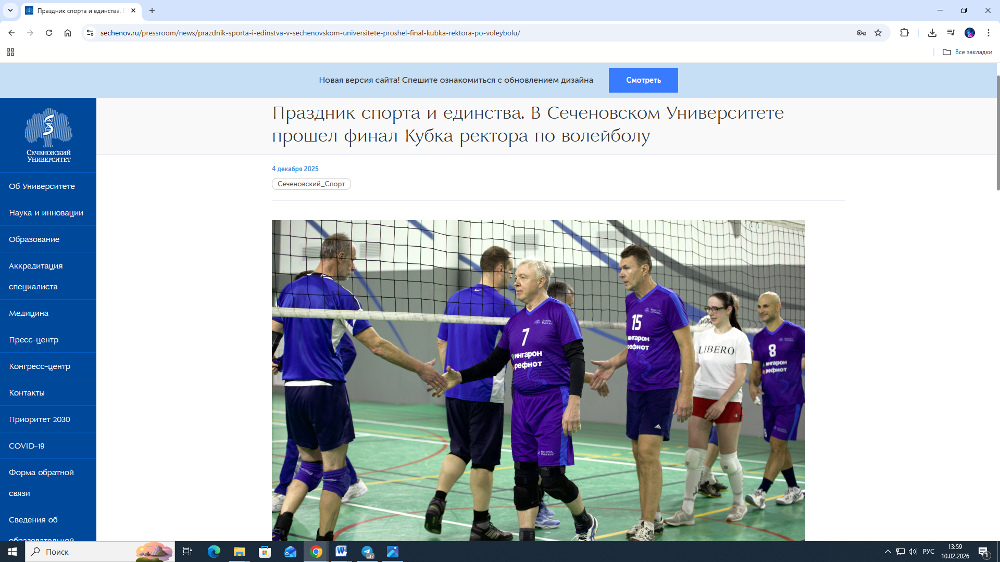 Праздник спорта и единства. В
sechenov.ru/pressroom/news/prazdnik-sporta-i-edinstva-v-sechenovskom-universitete-proshel-final-kubka-rektora-po-voleybolu/
Все закладки
Новая версия сайта! Спешите ознакомиться с обновлением дизайна
Смотреть
Сеченовский
Университет
Об Университете
Наука и инновации
Образование
Аккредитация
специалиста
Медицина
Пресс-центр
Конгресс-центр
Контакты
Приоритет 2030
COVID-19
Форма обратной
связи
Сведения об
образовательной
Праздник спорта и единства. В Сеченовском Университете
прошел финал Кубка ректора по волейболу
4 декабря 2025
Сеченовский_Спорт
7
ингарон
рефнот
SECHENOV
UNIVERSITY
15
ингарон
рефнот
LIBERO
8
ингарон
рефнот
Поиск
37
РУС
13:59
10.02.2026
1